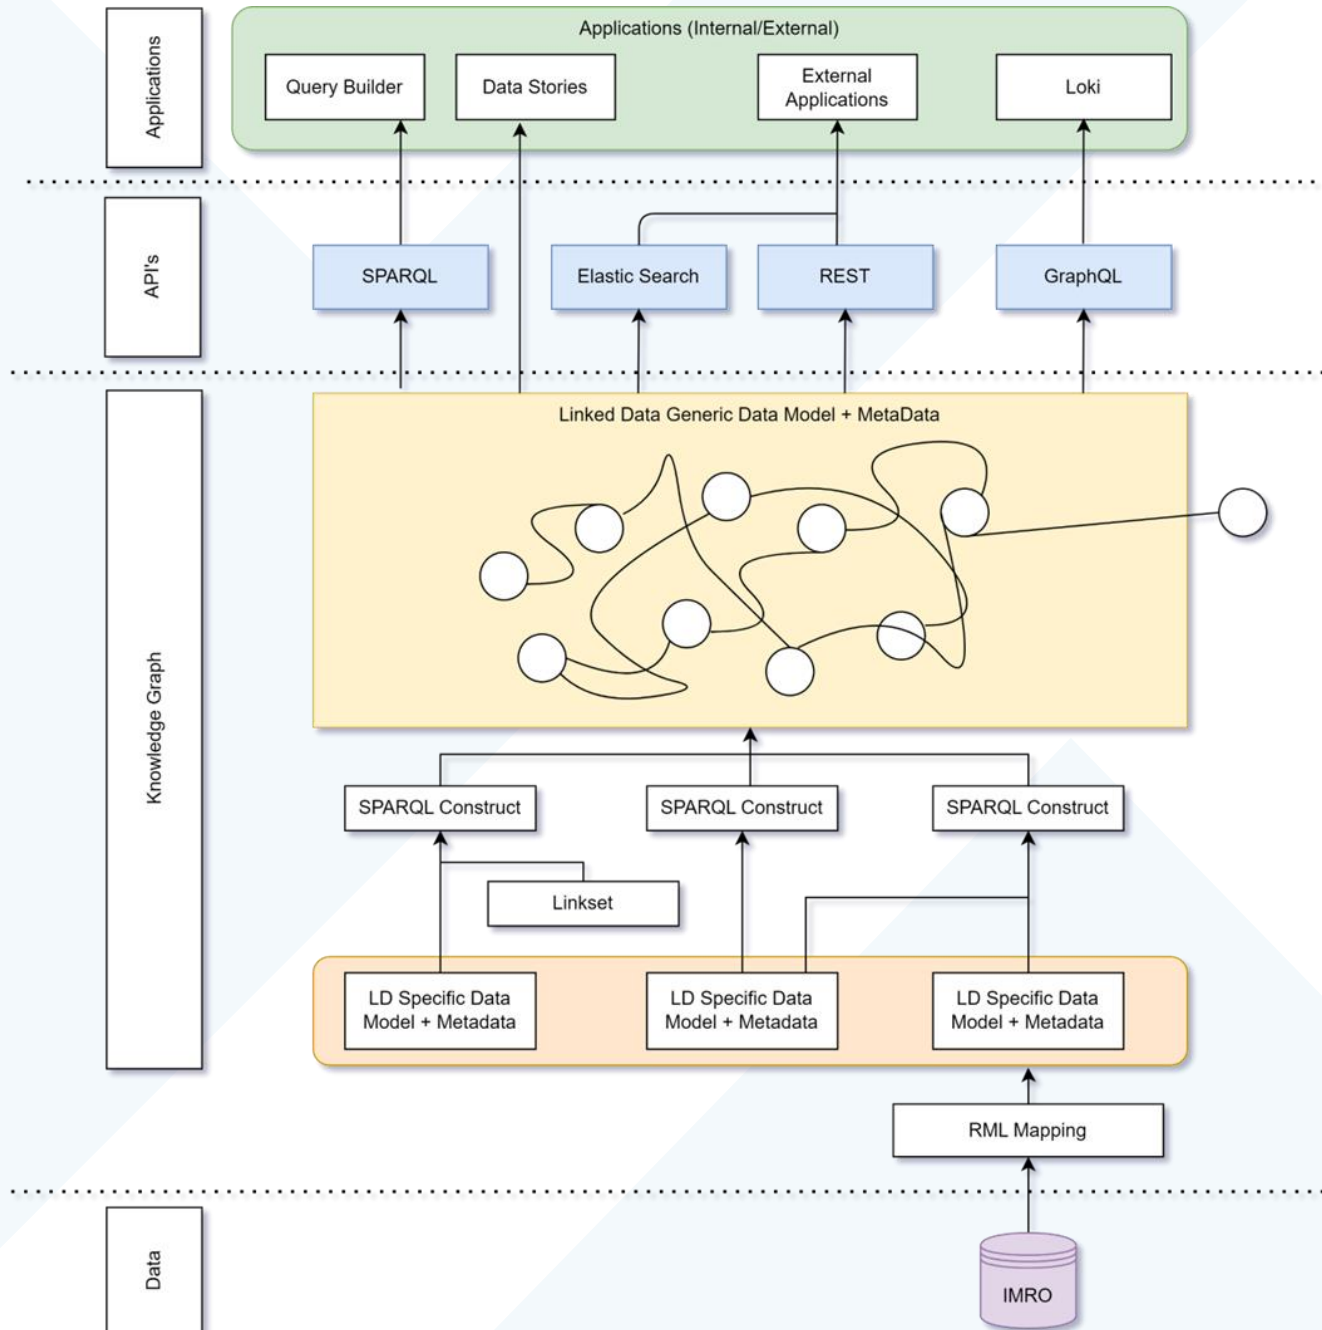 Applications
Applications (Internal/External)
Query Builder
Data Stories
External
Applications
Loki
API's
SPARQL
Elastic Search
REST
GraphQL
Knowledge Graph
Linked Data Generic Data Model + MetaData
SPARQL Construct
SPARQL Construct
SPARQL Construct
Linkset
LD Specific Data
Model + Metadata
LD Specific Data
Model + Metadata
LD Specific Data
Model + Metadata
RML Mapping
Data
IMRO